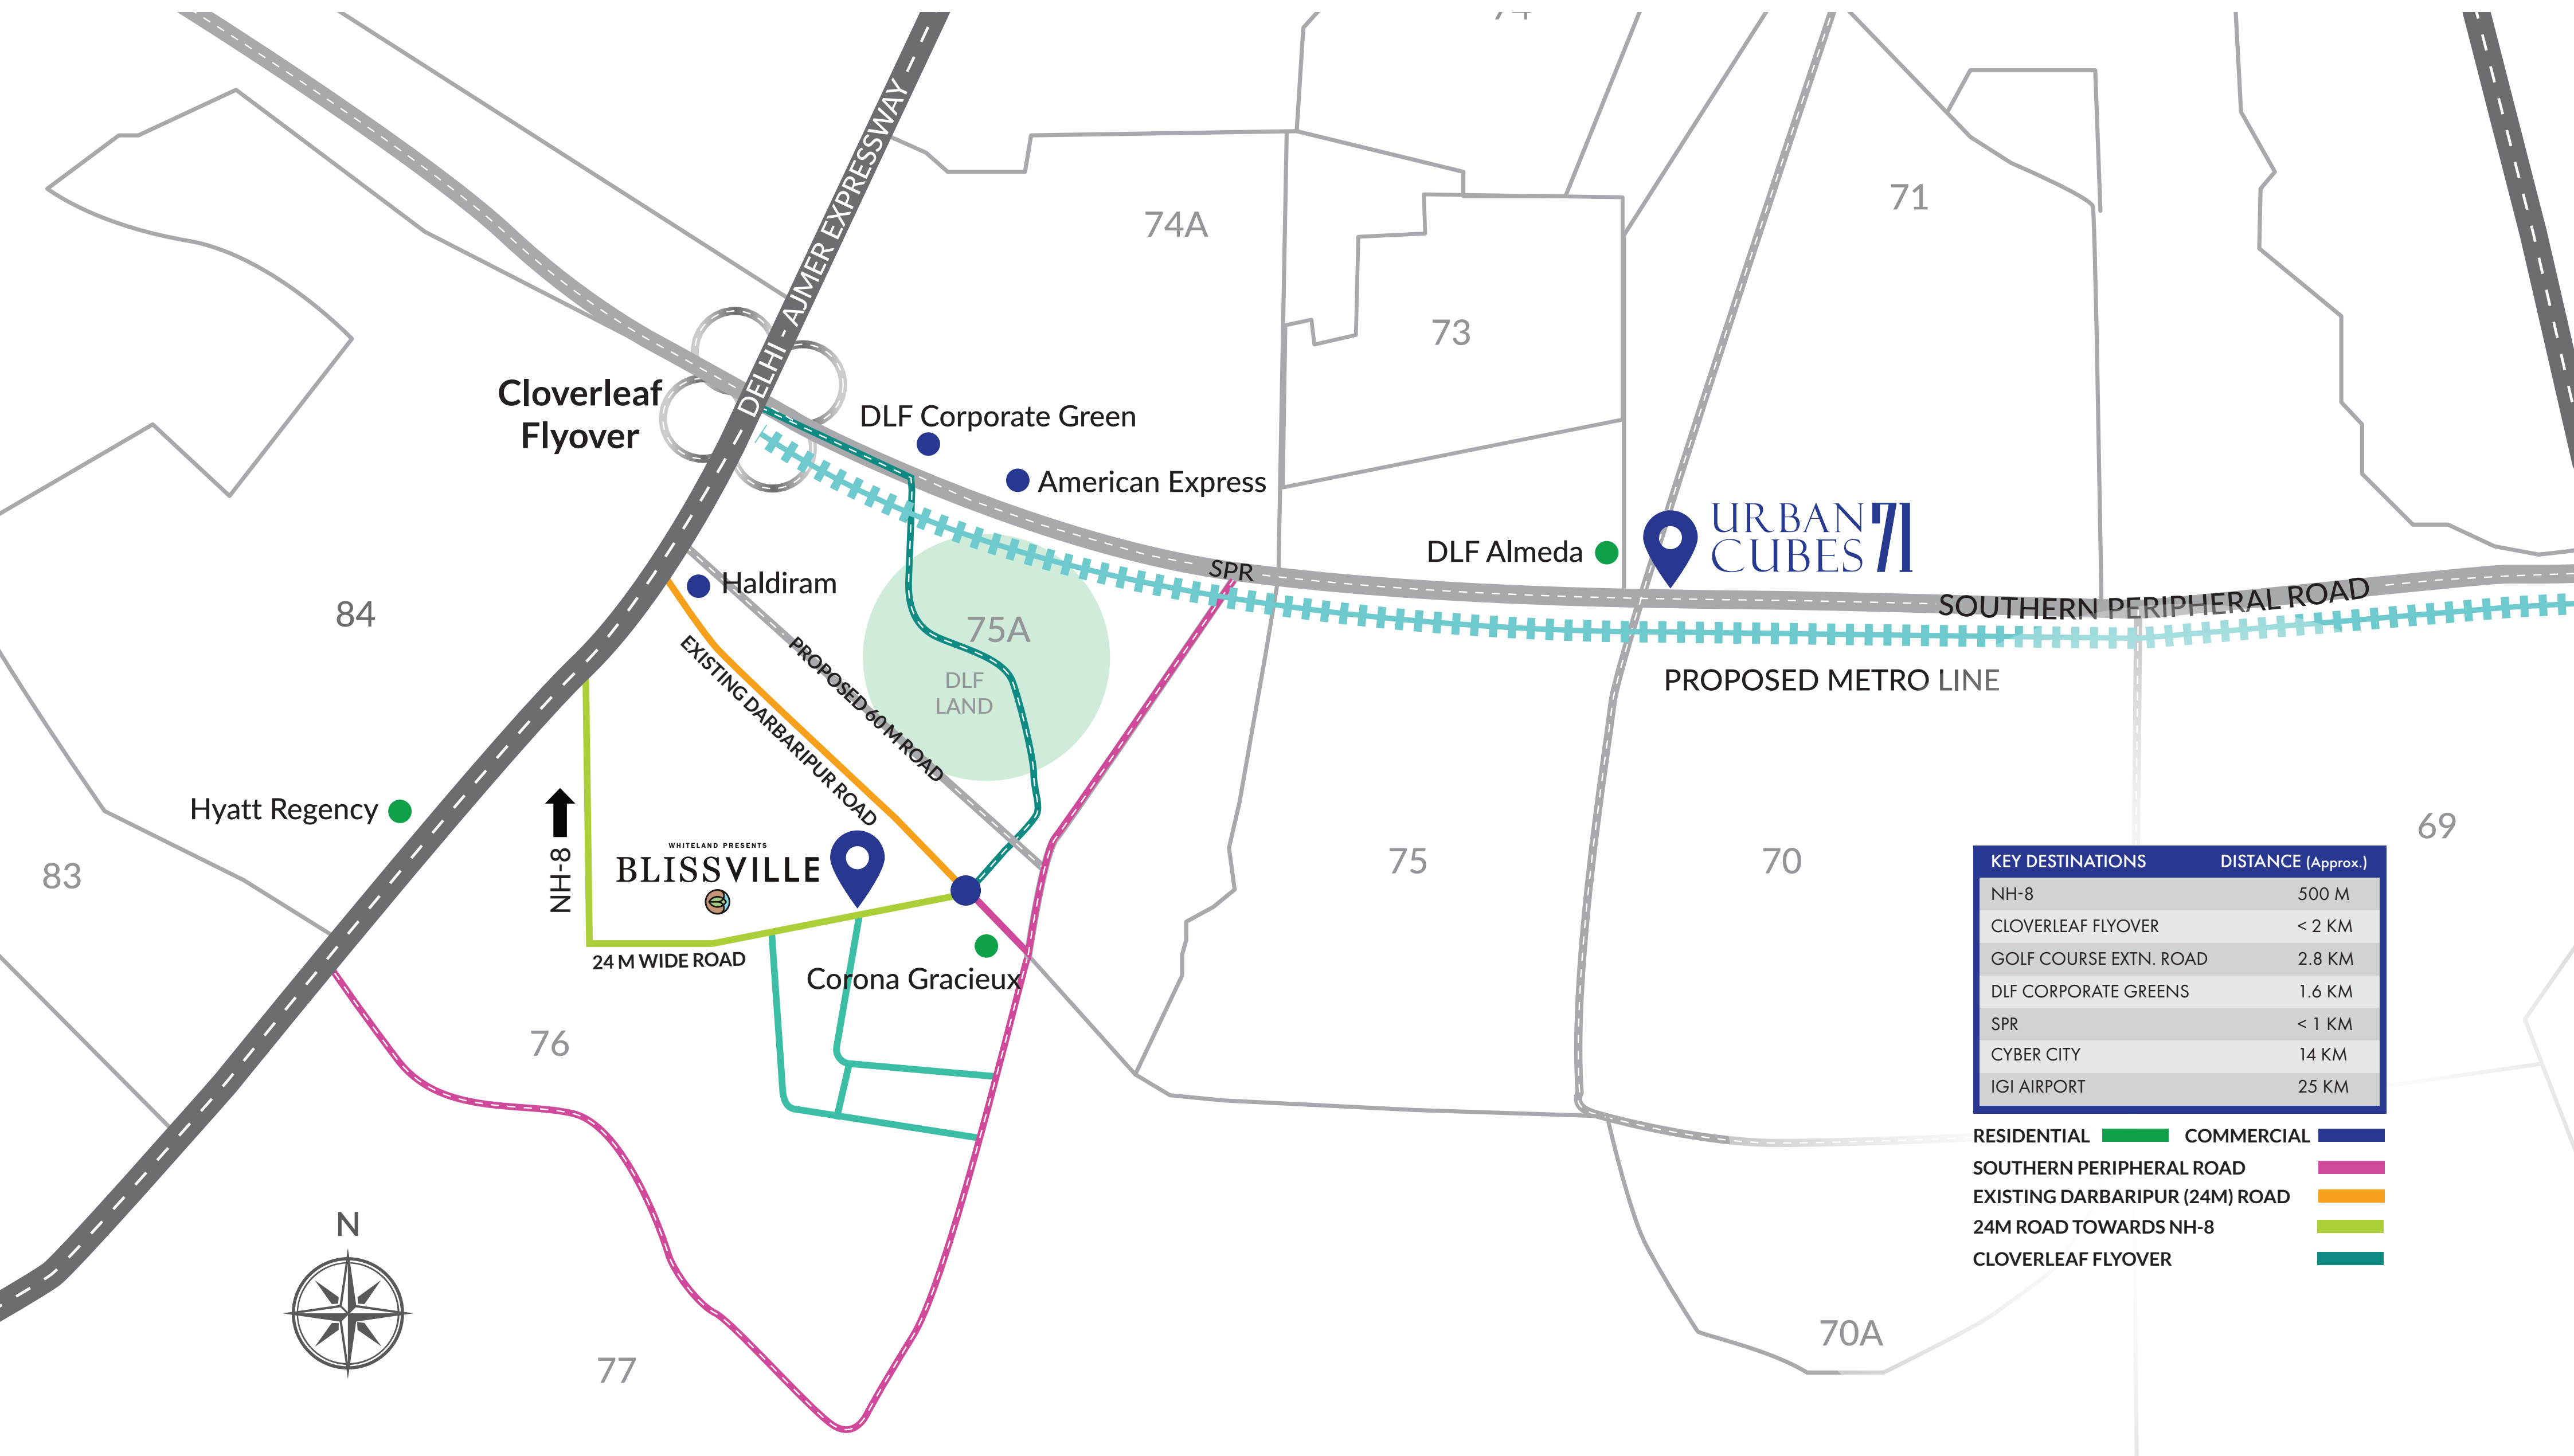 DELHI - AJMER EXPRESSWAY
71
74A
73
Cloverleaf
Flyover
DLF Corporate Green
American Express
URBAN
CUBES 71
DLF Almeda
SPR
Haldiram
84
SOUTHERN PERIPHERAL ROAD
75A
DLF
LAND
PROPOSED METRO LINE
EXISTING DARBARIPUR ROAD
PROPOSED 60 M ROAD
Hyatt Regency
NH-8
WHITELAND PRESENTS
BLISSVILLE
83
75
70
69
24 M WIDE ROAD
Corona Gracieux
76
77
70A
N
KEY DESTINATIONS DISTANCE (Approx.)
NH-8 500 M
CLOVERLEAF FLYOVER < 2 KM
GOLF COURSE EXTN. ROAD 2.8 KM
DLF CORPORATE GREENS 1.6 KM
SPR < 1 KM
CYBER CITY 14 KM
IGI AIRPORT 25 KM
RESIDENTIAL COMMERCIAL
SOUTHERN PERIPHERAL ROAD
EXISTING DARBARIPUR (24M) ROAD
24M ROAD TOWARDS NH-8
CLOVERLEAF FLYOVER